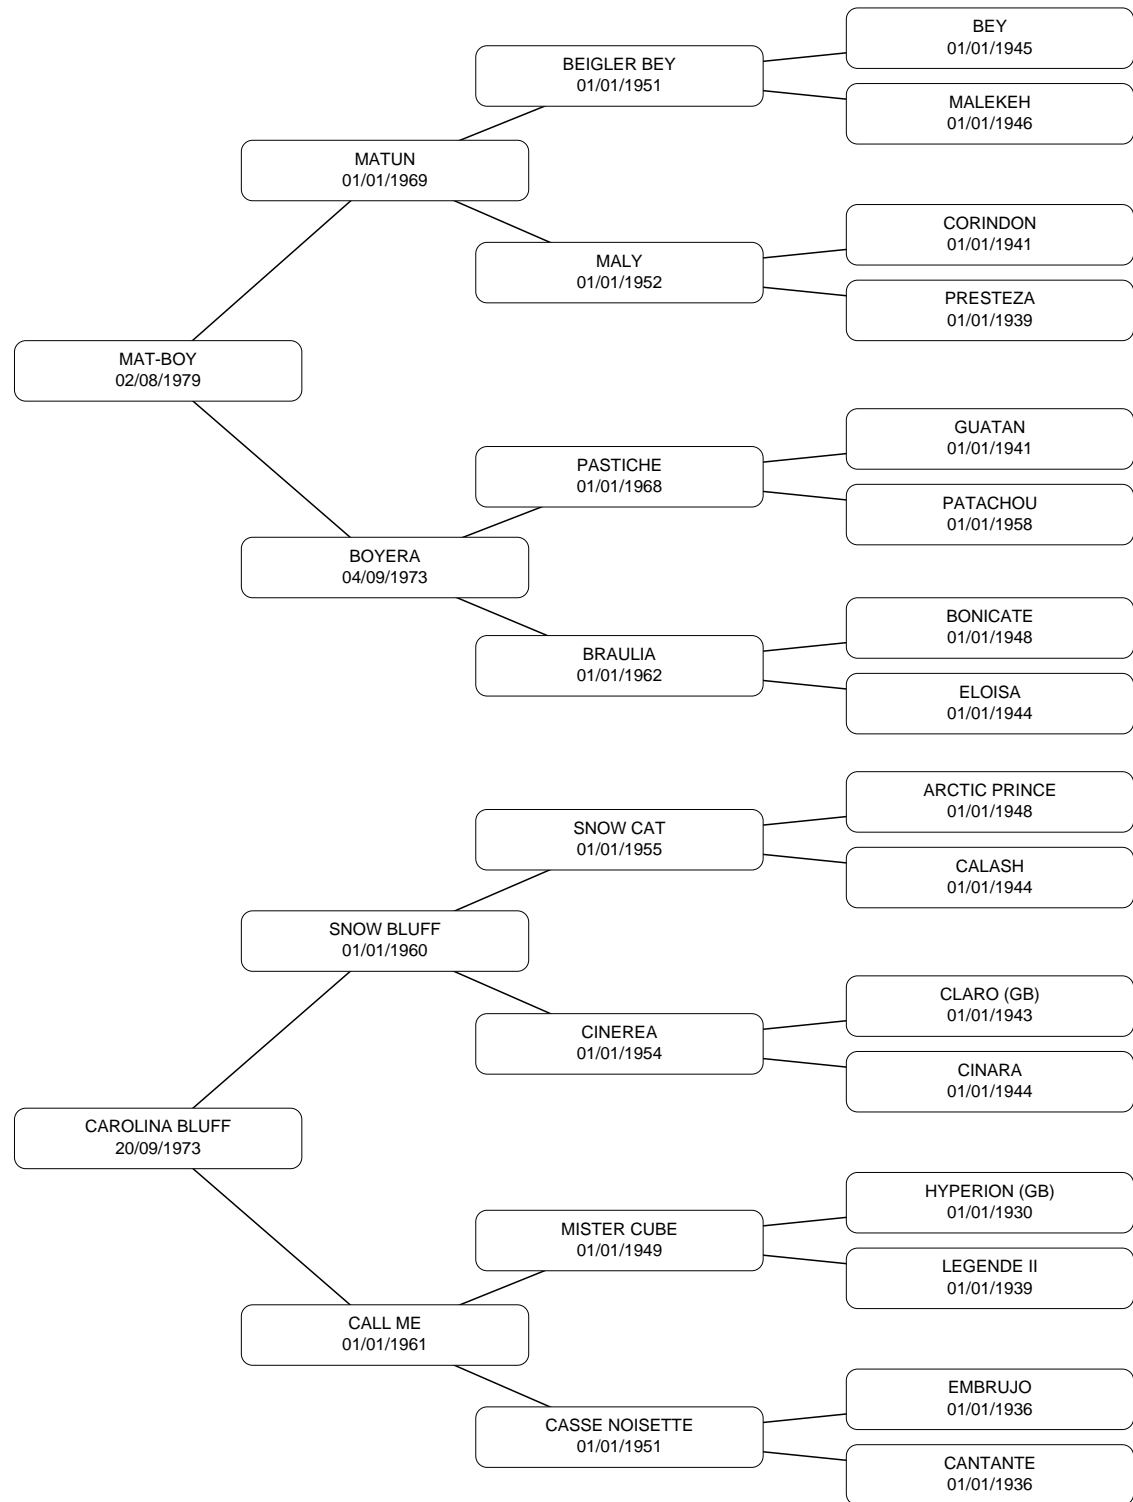 BEY
01/01/1945
BEIGLER BEY
01/01/1951
MALEKEH
01/01/1946
MATUN
01/01/1969
CORINDON
01/01/1941
MALY
01/01/1952
PRESTEZA
01/01/1939
MAT-BOY
02/08/1979
GUATAN
01/01/1941
PASTICHE
01/01/1968
PATACHOU
01/01/1958
BOYERA
04/09/1973
BONICATE
01/01/1948
BRAULIA
01/01/1962
ELOISA
01/01/1944
ARCTIC PRINCE
01/01/1948
SNOW CAT
01/01/1955
CALASH
01/01/1944
SNOW BLUFF
01/01/1960
CLARO (GB)
01/01/1943
CINEREA
01/01/1954
CINARA
01/01/1944
CAROLINA BLUFF
20/09/1973
HYPERION (GB)
01/01/1930
MISTER CUBE
01/01/1949
LEGENDE II
01/01/1939
CALL ME
01/01/1961
EMBRUJO
01/01/1936
CASSE NOISETTE
01/01/1951
CANTANTE
01/01/1936